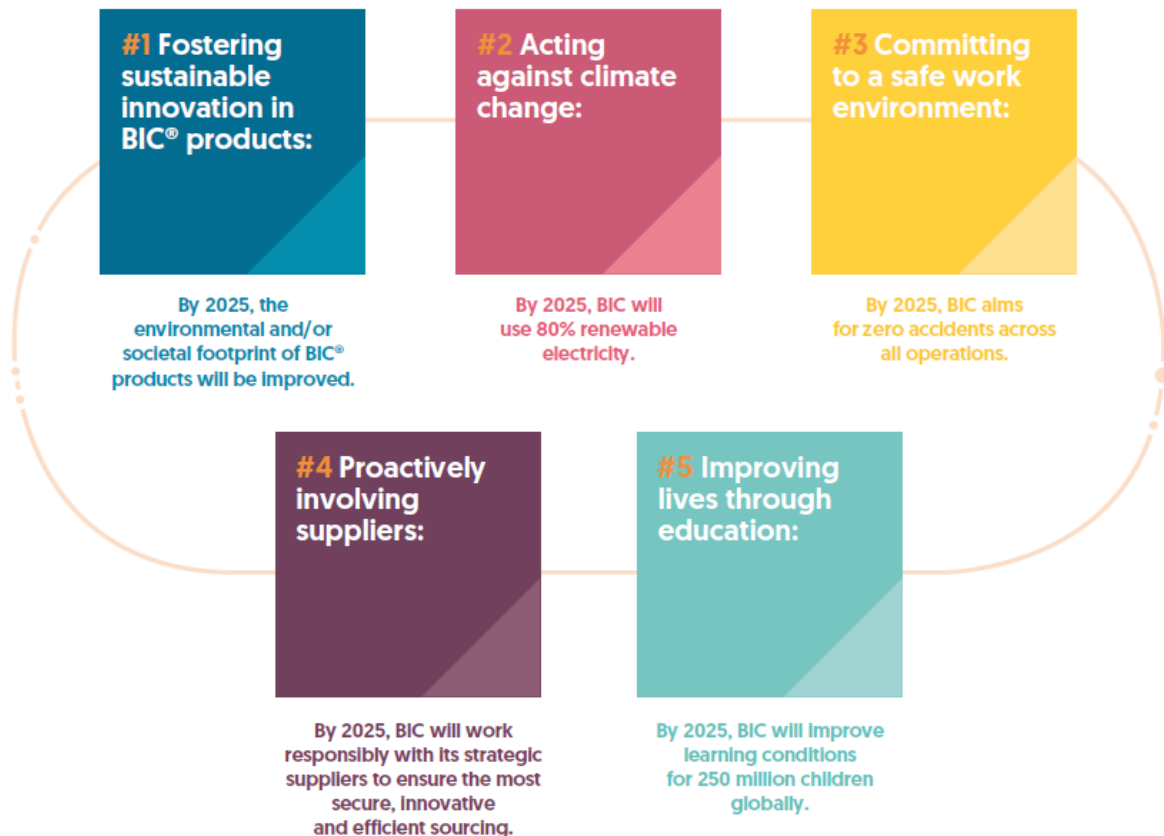 #1 Fostering
sustainable
innovation in
BIC® products:
By 2025, the
environmental and/or
societal footprint of BIC®
products will be improved.
#2 Acting
against climate
change:
By 2025, BIC will
use 80% renewable
electricity.
#3 Committing
to a safe work
environment:
By 2025, BIC aims
for zero accidents across
all operations.
#4 Proactively
involving
suppliers:
By 2025, BIC will work
responsibly with its strategic
suppliers to ensure the most
secure, innovative
and efficient sourcing.
#5 Improving
lives through
education:
By 2025, BIC will improve
learning conditions
for 250 million children
globally.